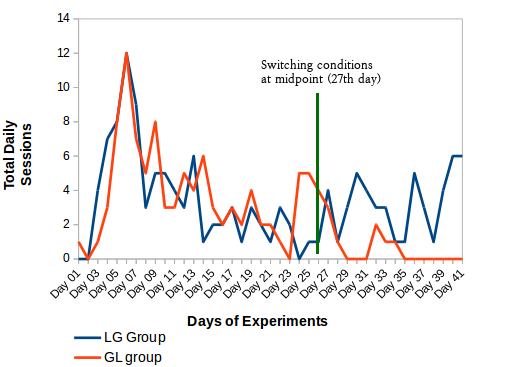 14
12
10
8
6
4
2
0
Total Daily
Sessions
Switching conditions
at midpoint (27th day)
Day 01
Day 03
Day 05
Day 07
Day 09
Day 11
Day 13
Day 15
Day 17
Day 19
Day 21
Day 23
Day 25
Day 27
Day 29
Day 31
Day 33
Day 35
Day 37
Day 39
Day 41
Days of Experiments
LG Group
GL group